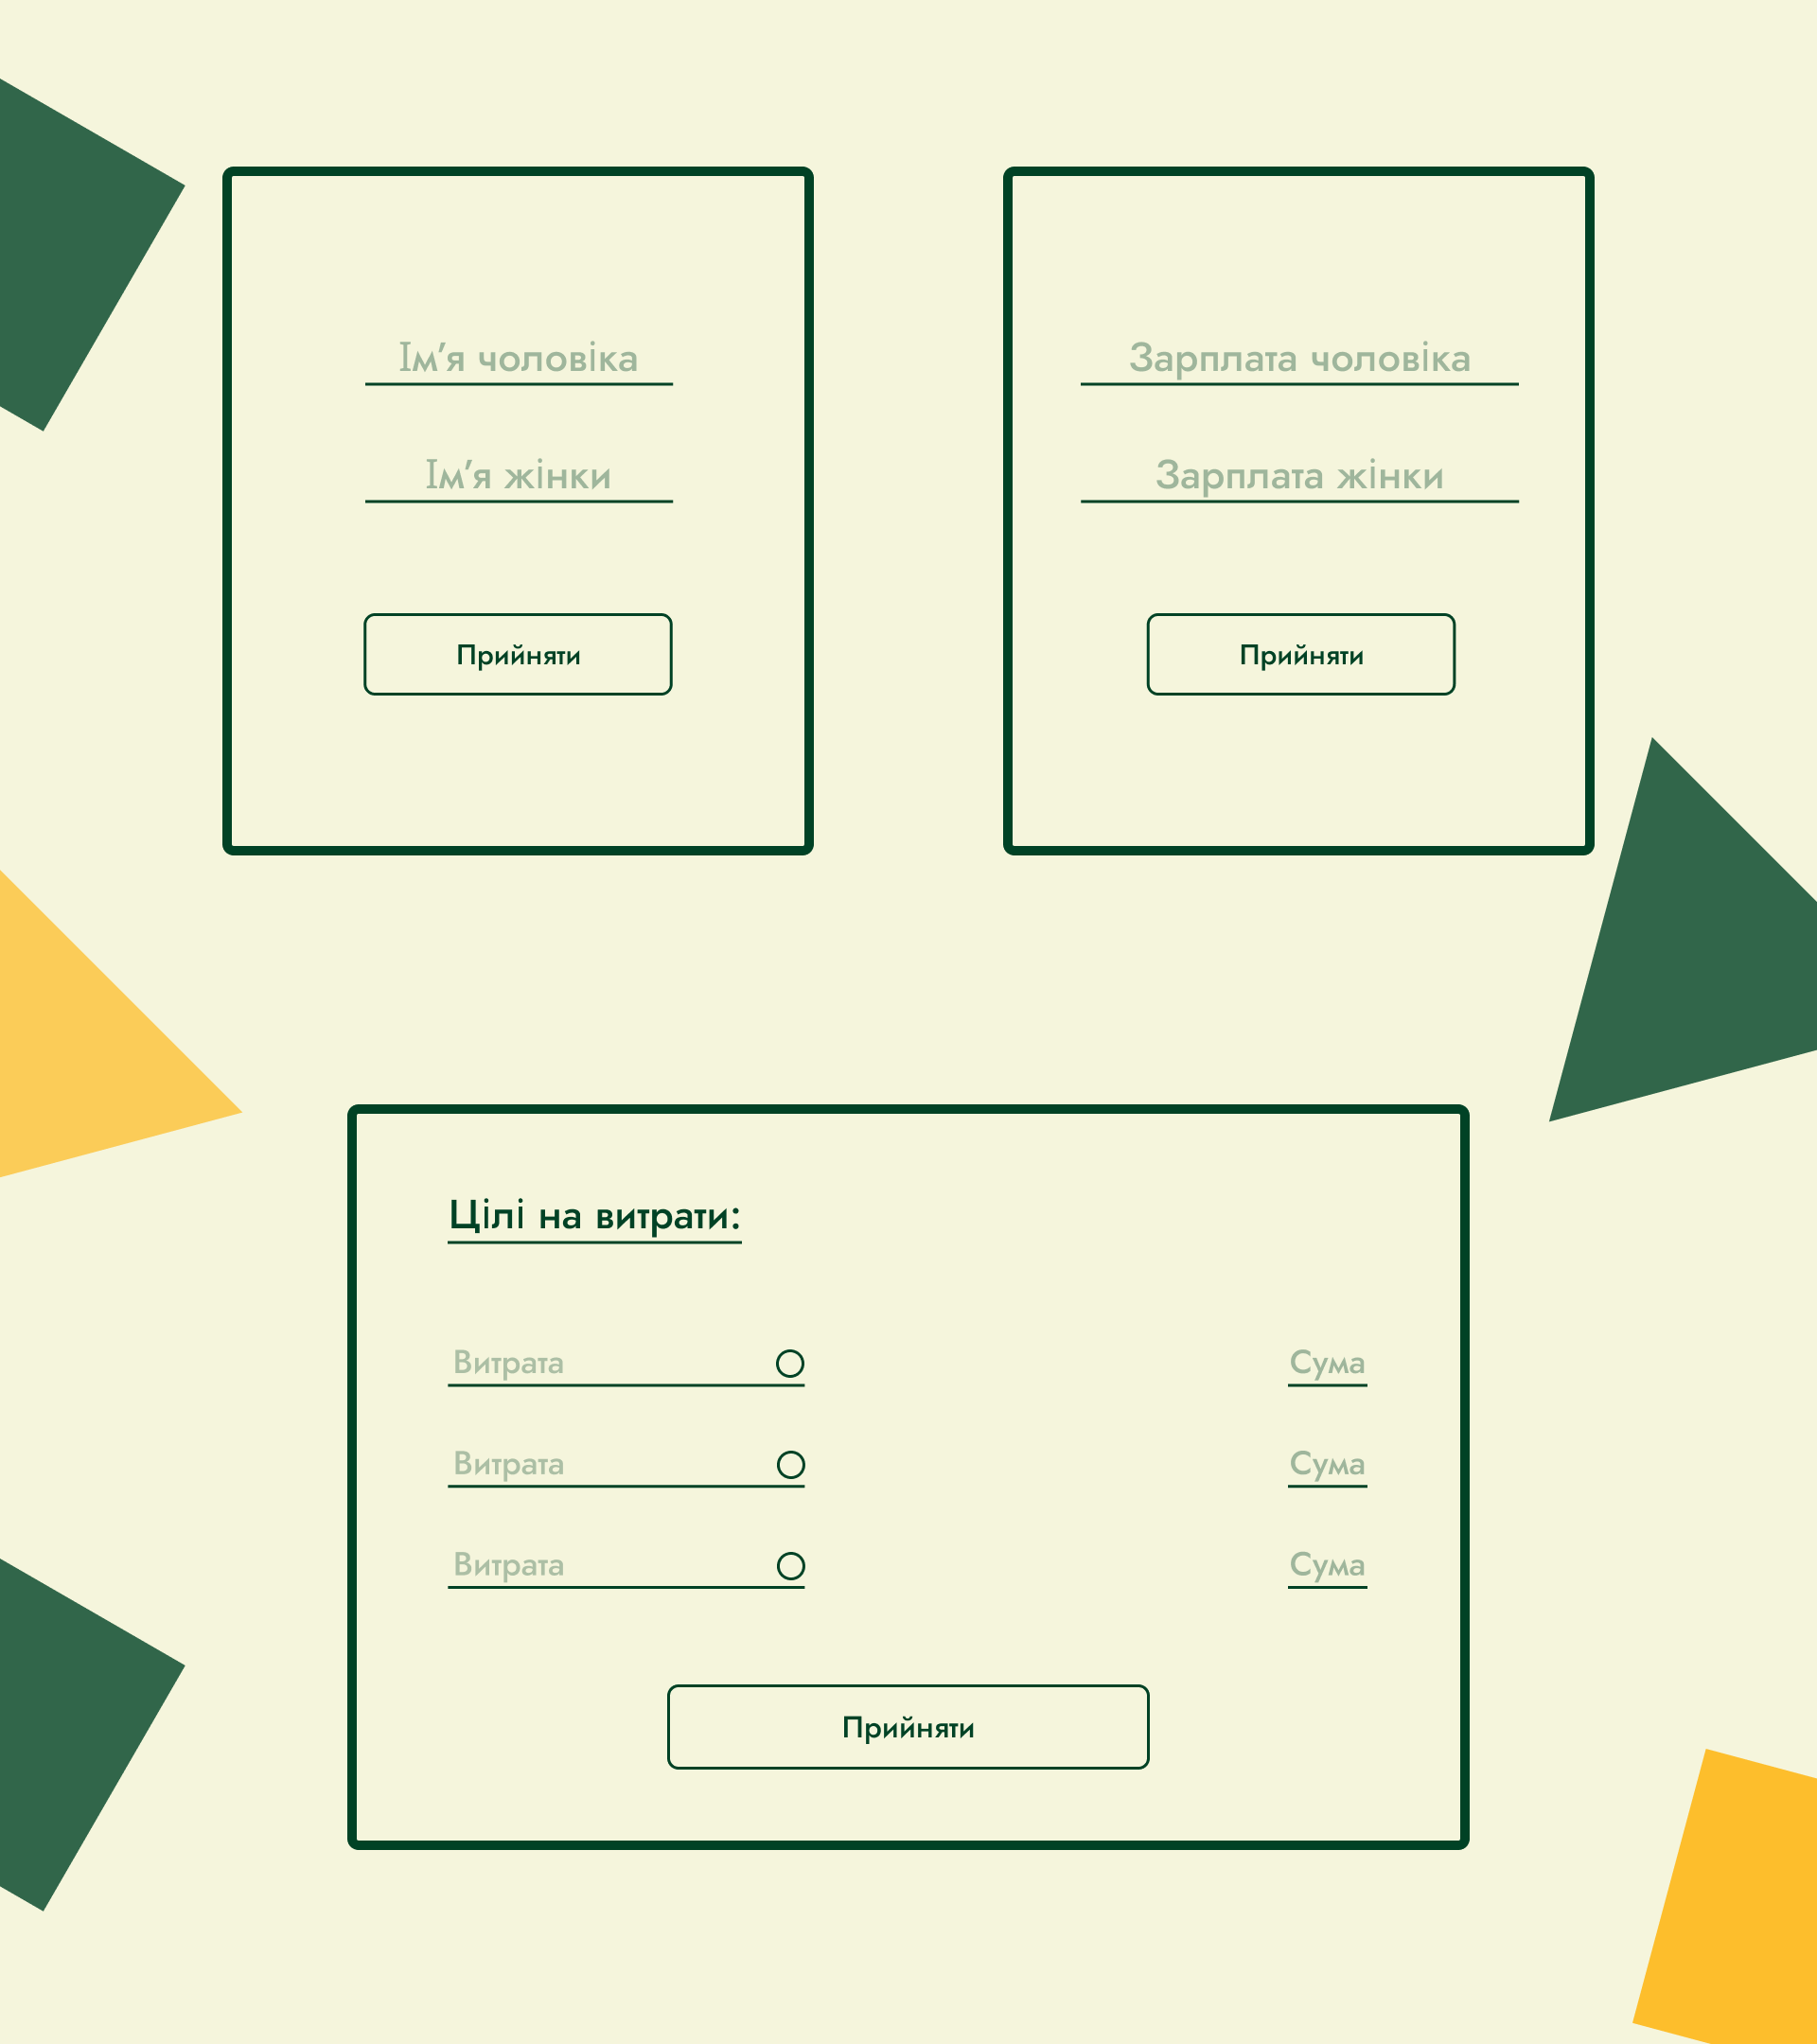 Ім’я чоловіка
Ім’я жінки
Прийняти
Зарплата чоловіка
Зарплата жінки
Прийняти
Цілі на витрати:
Витрата Сума
Витрата Сума
Витрата Сума
Прийняти